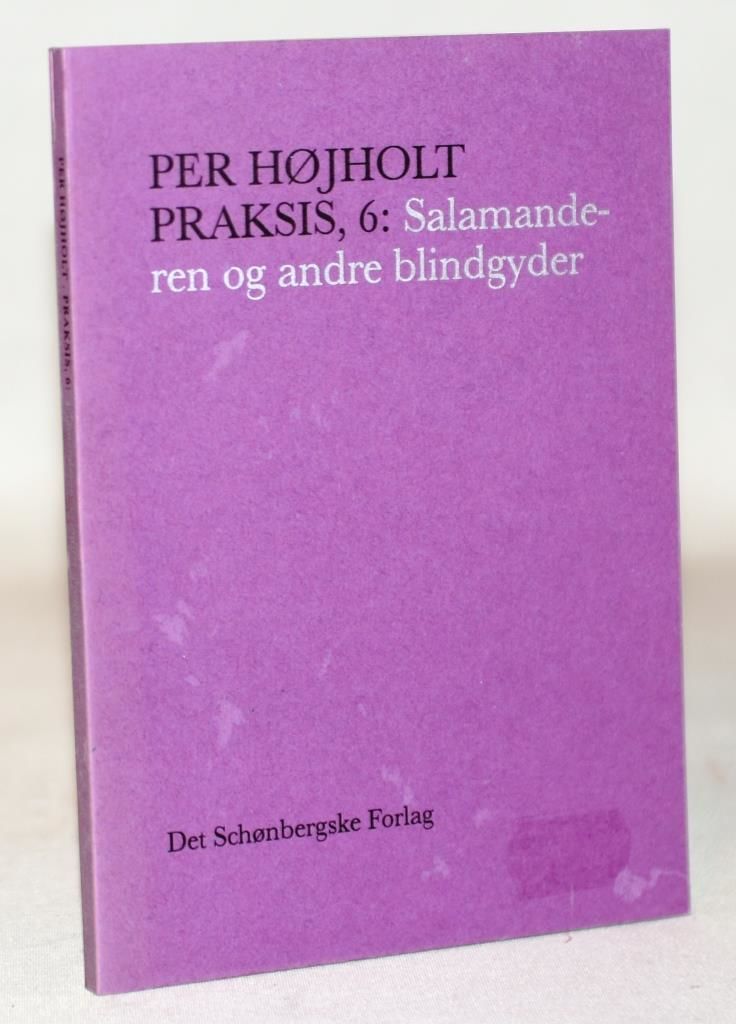 PER HØJHOLT
PRAKSIS, 6: Salamande-
ren og andre blindgyder
Det Schønbergske Forlag
PER HØJHOLT · PRAKSIS, 6: